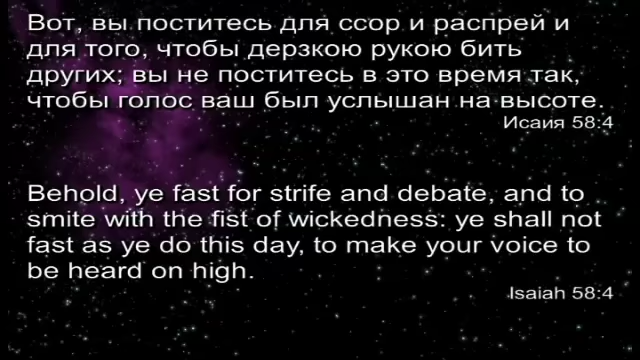 Вот, вы поститесь для ссор и распрей и
для того, чтобы дерзкою рукою бить
других; вы не поститесь в это время так,
чтобы голос ваш был услышан на высоте.
Исаия 58:4
Behold, ye fast for strife and debate, and to
smite with the fist of wickedness: ye shall not
fast as ye do this day, to make your voice to
be heard on high.
Isaiah 58:4